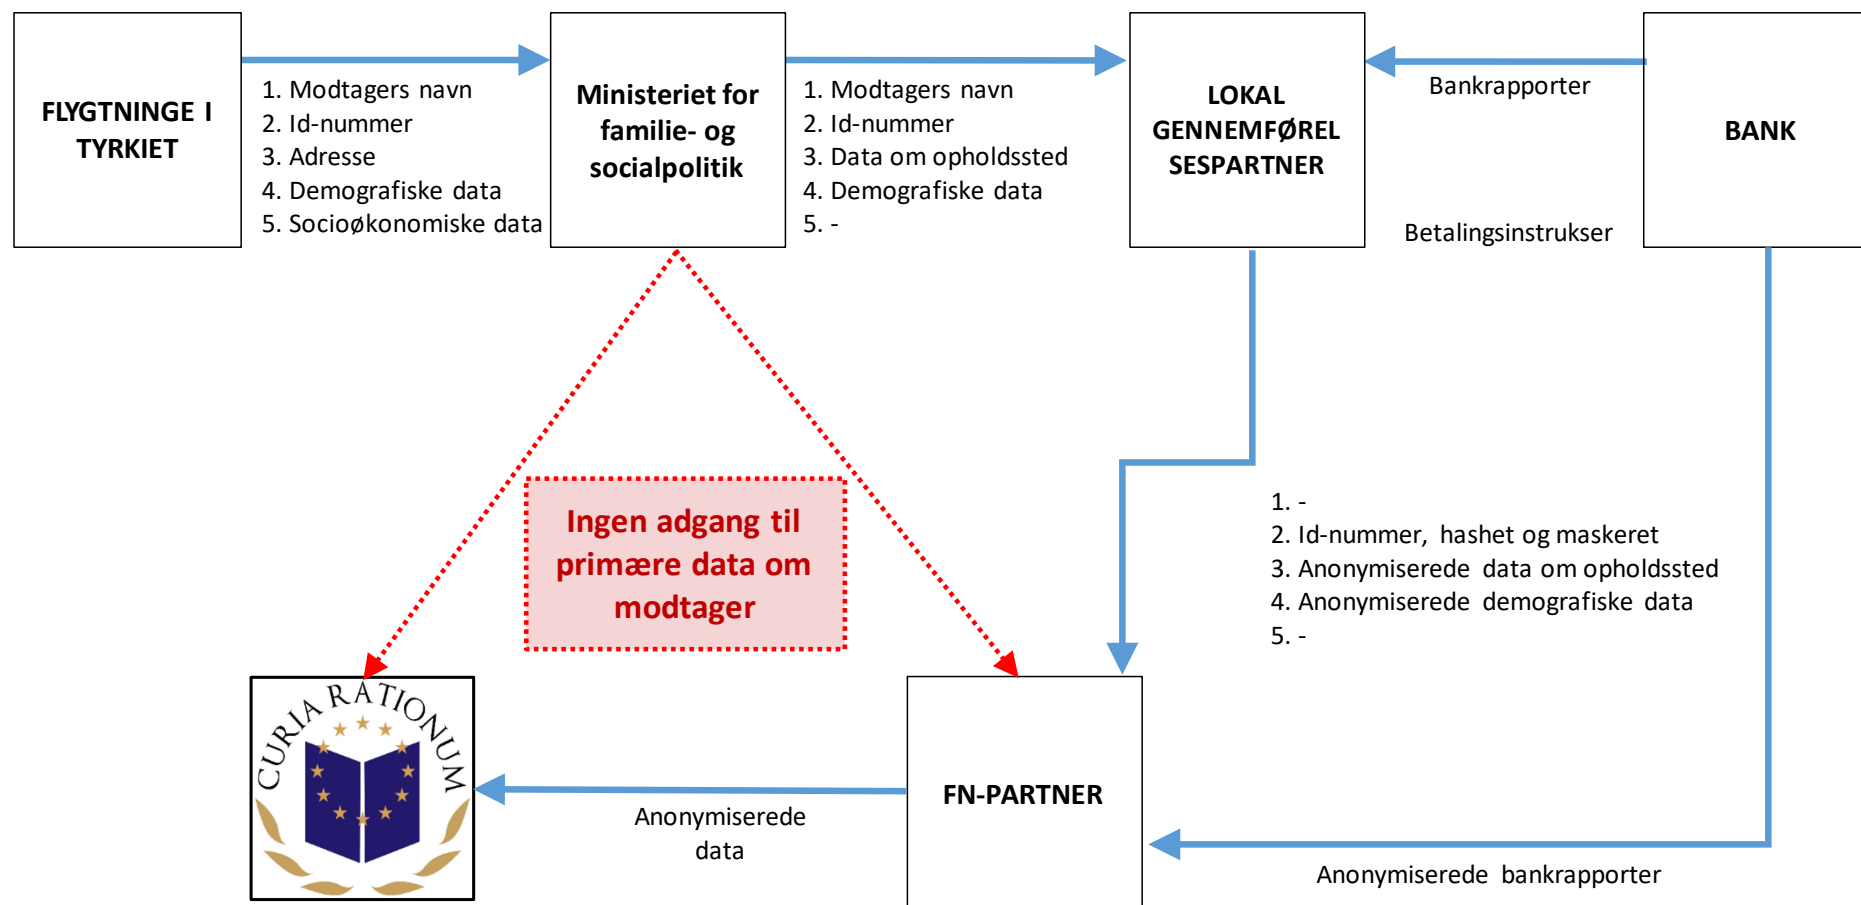 FLYGTNINGE I
TYRKIET
1. Modtagers navn
2. Id-nummer
3. Adresse
4. Demografiske data
5. Socioøkonomiske data
Ministeriet for
familie- og
socialpolitik
1. Modtagers navn
2. Id-nummer
3. Data om opholdssted
4. Demografiske data
5. -
LOKAL
GENNEMFØREL
SESPARTNER
Bankrapporter
Betalingsinstrukser
BANK
Ingen adgang til
primære data om
modtager
1. -
2. Id-nummer, hashet og maskeret
3. Anonymiserede data om opholdssted
4. Anonymiserede demografiske data
5. -
CURIA RATIONUM
Anonymiserede
data
FN-PARTNER
Anonymiserede bankrapporter